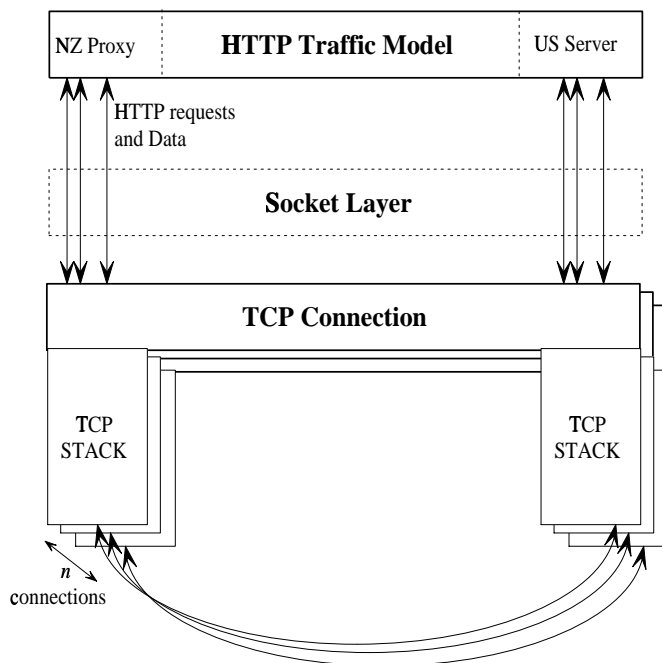 NZ Proxy
HTTP Traffic Model
US Server
HTTP requests
and Data
Socket Layer
TCP Connection
TCP
STACK
TCP
STACK
n
connections